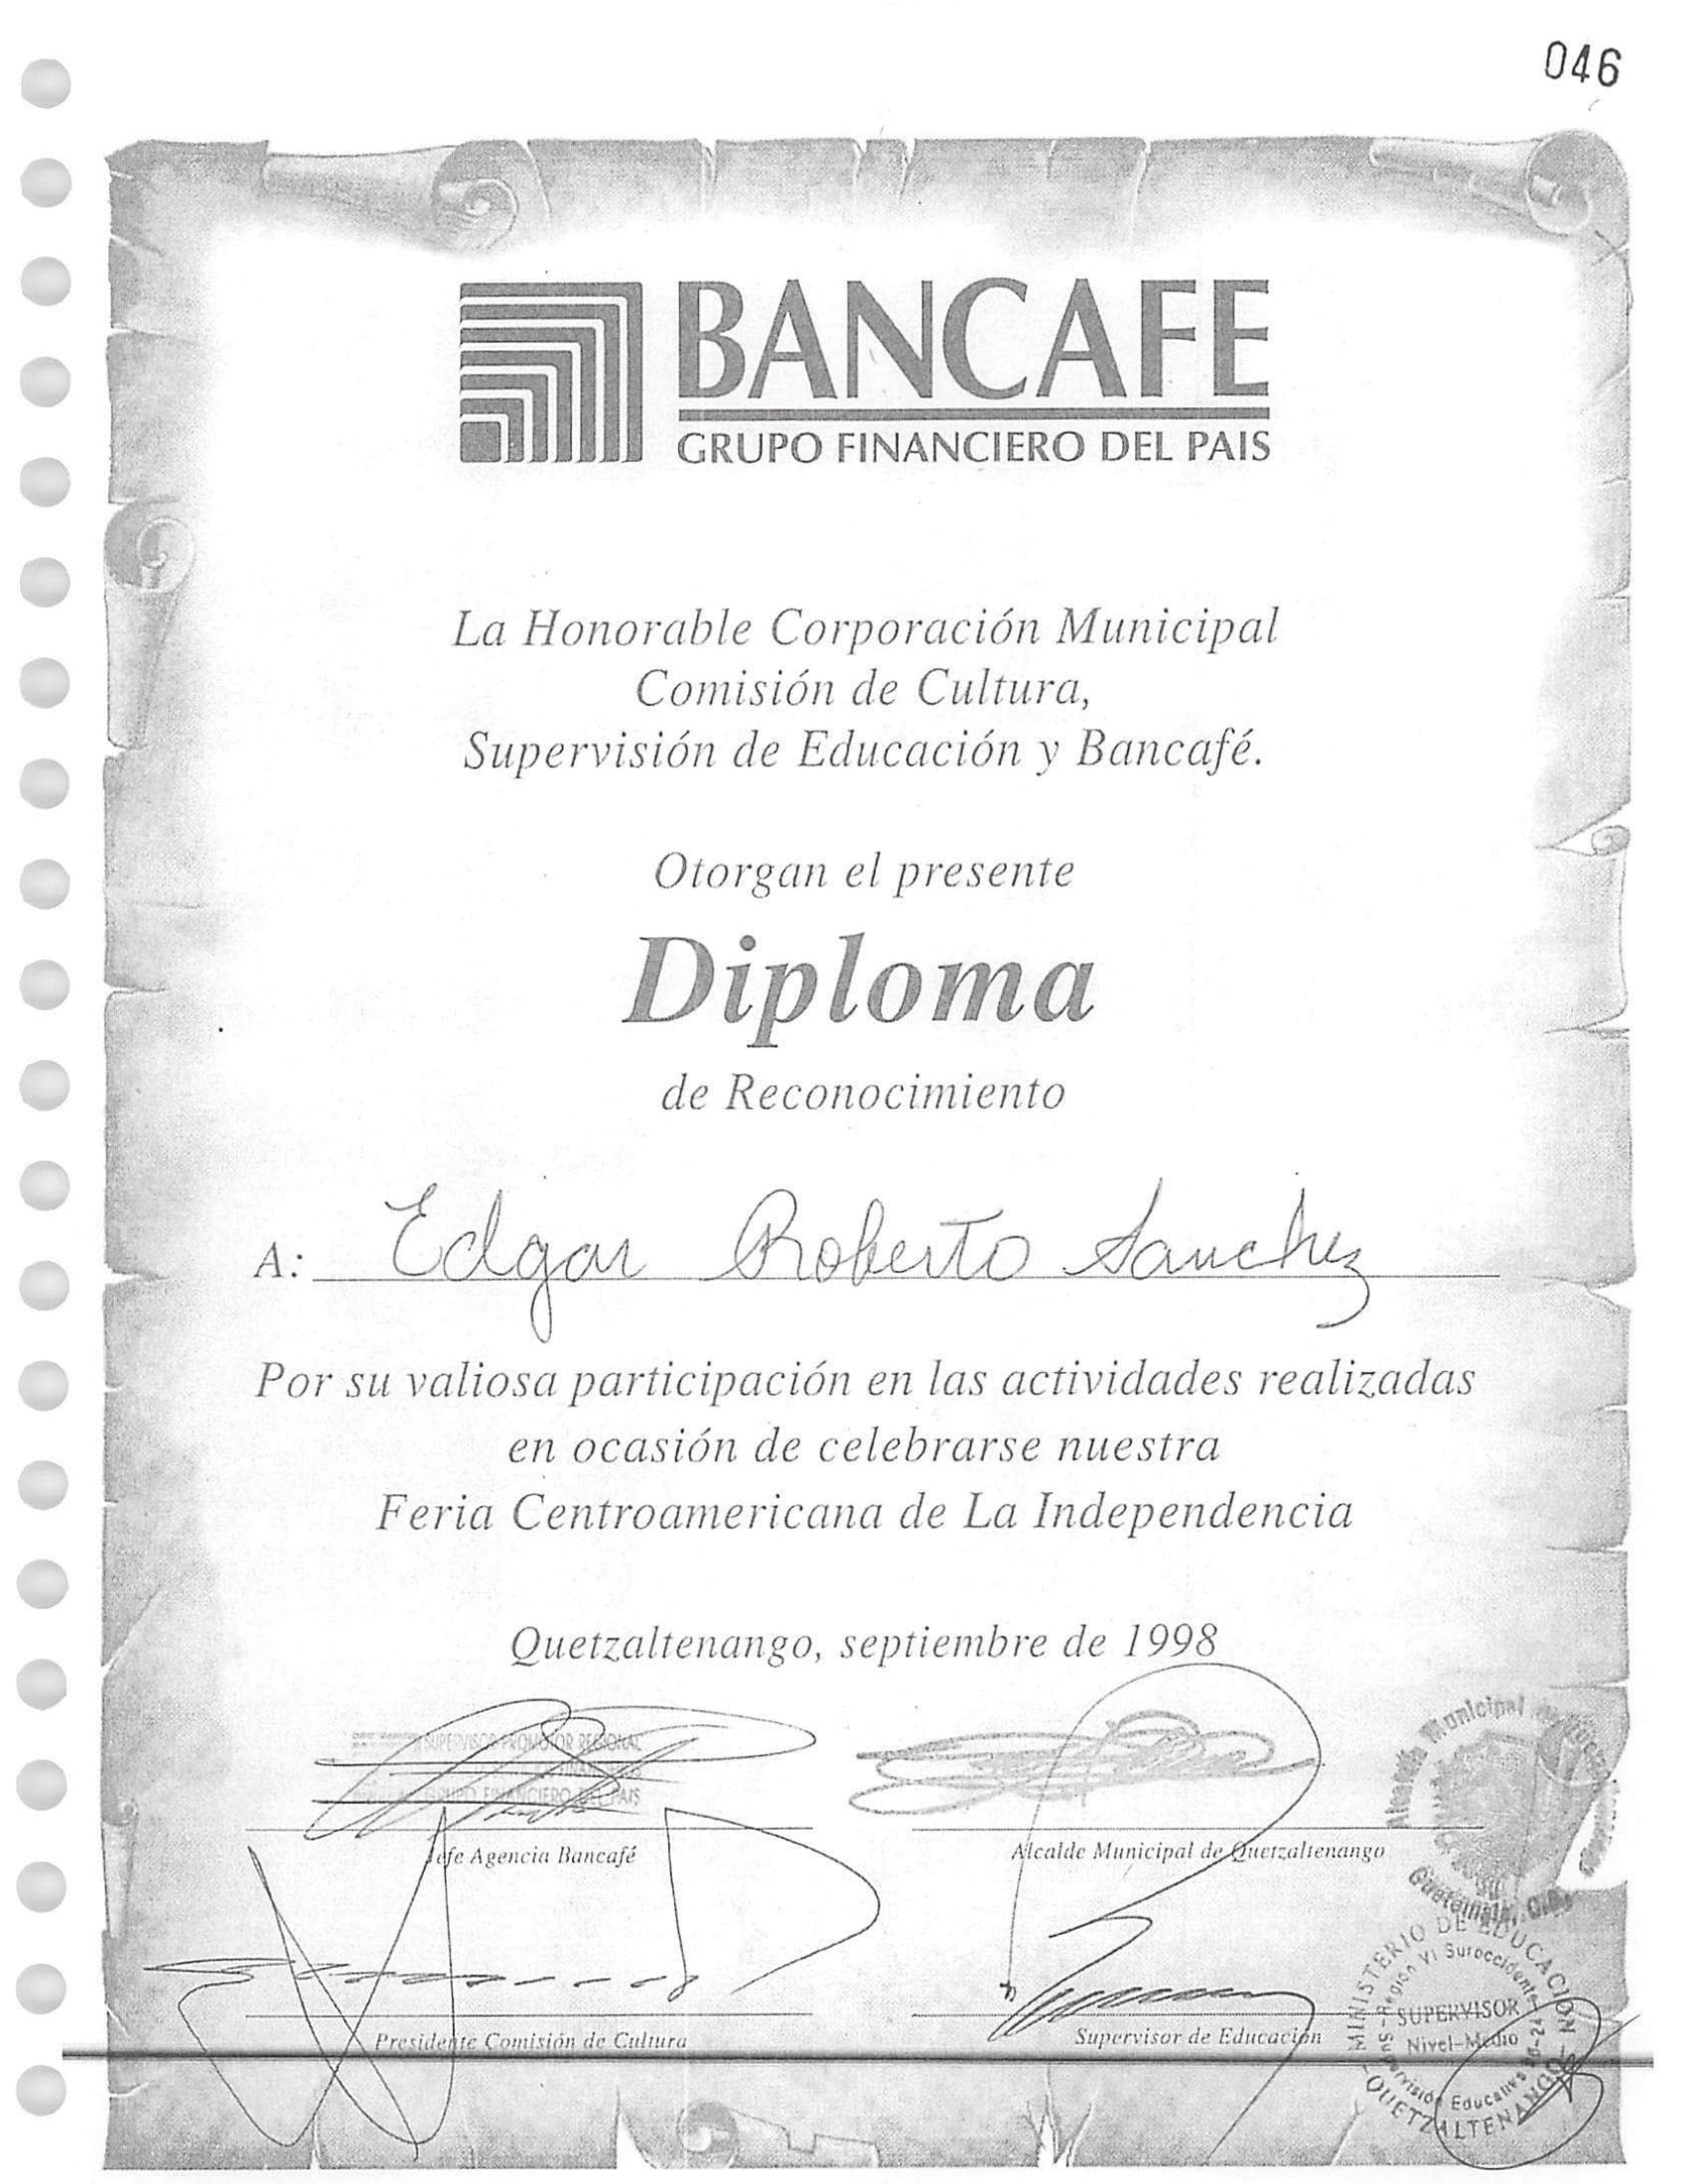 046
BANCAFE
GRUPO FINANCIERO DEL PAIS
La Honorable Corporación Municipal
Comisión de Cultura,
Supervisión de Educación y Bancafé.
Otorgan el presente
Diploma
de Reconocimiento
A: Edgar Roberto Sanchez
Por su valiosa participación en las actividades realizadas
en ocasión de celebrarse nuestra
Feria Centroamericana de La Independencia
Quetzaltenango, septiembre de 1998
SUPERVISOR PROMOTOR REGIONAL
GRUPO FINANCIERO DEL PAIS
Jefe Agencia Bancafé
Alcalde Municipal de Quetzaltenango
Alcaldía Municipal
Guatemala, C.A.
Presidente Comisión de Cultura
Supervisor de Educación
MINISTERIO DE EDUCACION
Región VI Suroccidente
SUPERVISOR
Nivel-Medio
Supervisión Educativa
QUETZALTENANGO